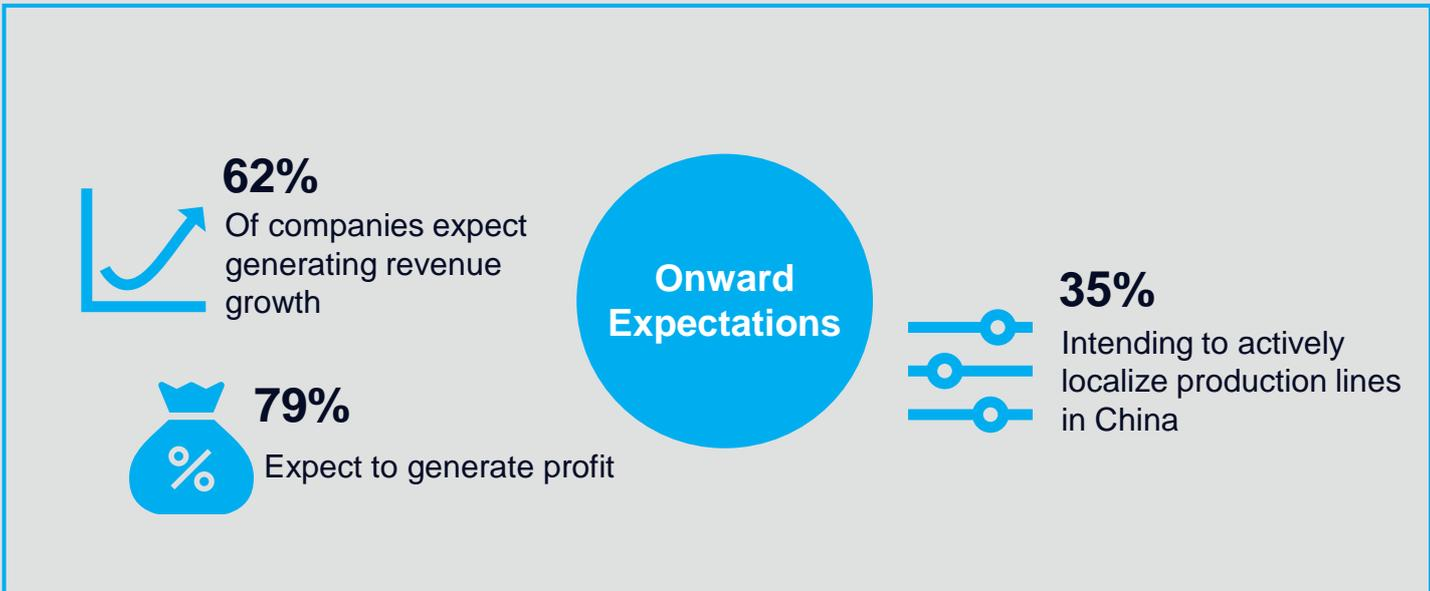 62%
Of companies expect
generating revenue
growth
79%
Expect to generate profit
Onward
Expectations
35%
Intending to actively
localize production lines
in China